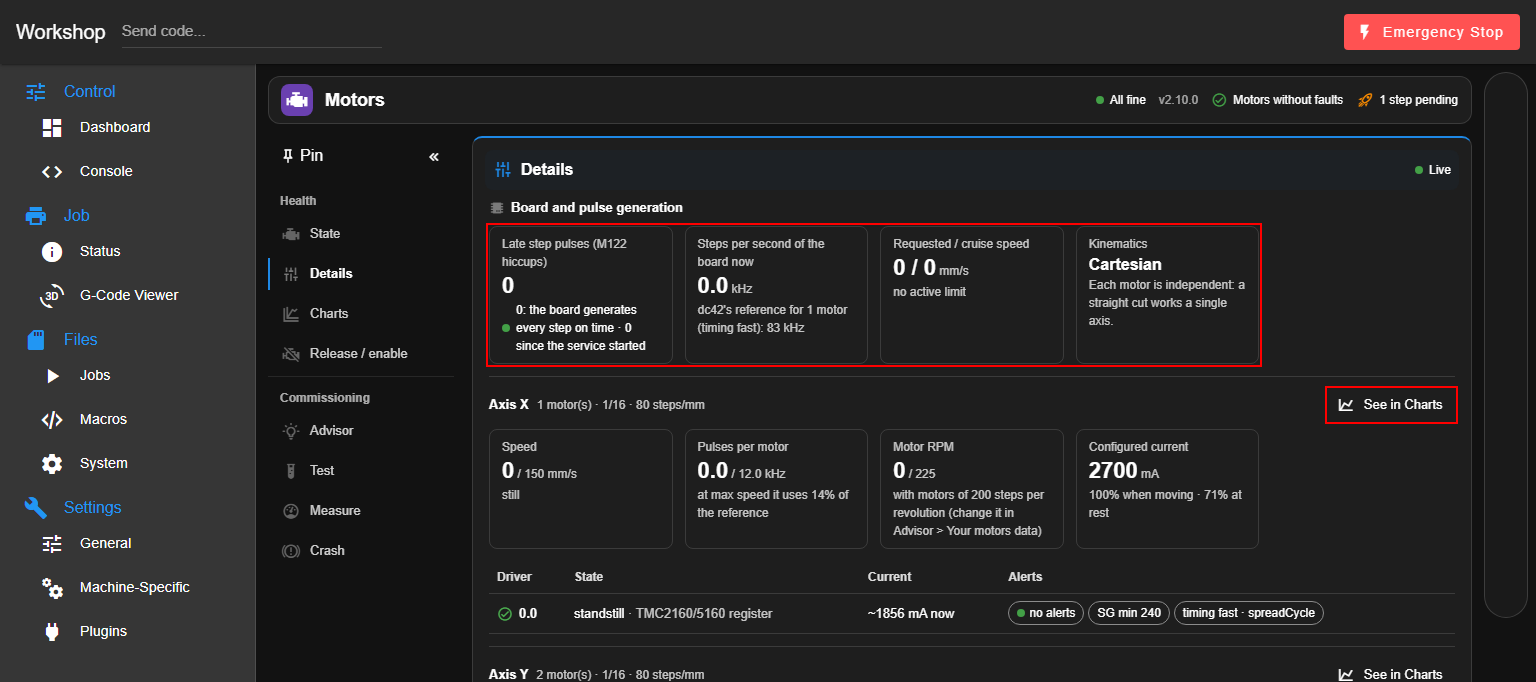 Workshop
Send code...
Emergency Stop
Control
Dashboard
Console
Job
Status
3D
G-Code Viewer
Files
Jobs
Macros
System
Settings
General
Machine-Specific
Plugins
Motors
All fine
v2.10.0
Motors without faults
1 step pending
Pin
Health
State
Details
Charts
Release / enable
Commissioning
Advisor
Test
Measure
Crash
Details
Live
Board and pulse generation
Late step pulses (M122
hiccups)
0
0: the board generates
every step on time · 0
since the service started
Steps per second of the
board now
0.0 kHz
dc42's reference for 1 motor
(timing fast): 83 kHz
Requested / cruise speed
0 / 0 mm/s
no active limit
Kinematics
Cartesian
Each motor is independent: a
straight cut works a single
axis.
Axis X 1 motor(s) · 1/16 · 80 steps/mm
See in Charts
Speed
0 / 150 mm/s
still
Pulses per motor
0.0 / 12.0 kHz
at max speed it uses 14% of
the reference
Motor RPM
0 / 225
with motors of 200 steps per
revolution (change it in
Advisor > Your motors data)
Configured current
2700 mA
100% when moving · 71% at
rest
Driver State Current Alerts
0.0 standstill · TMC2160/5160 register ~1856 mA now no alerts SG min 240 timing fast · spreadCycle
Axis Y 2 motor(s) · 1/16 · 80 steps/mm
See in Charts